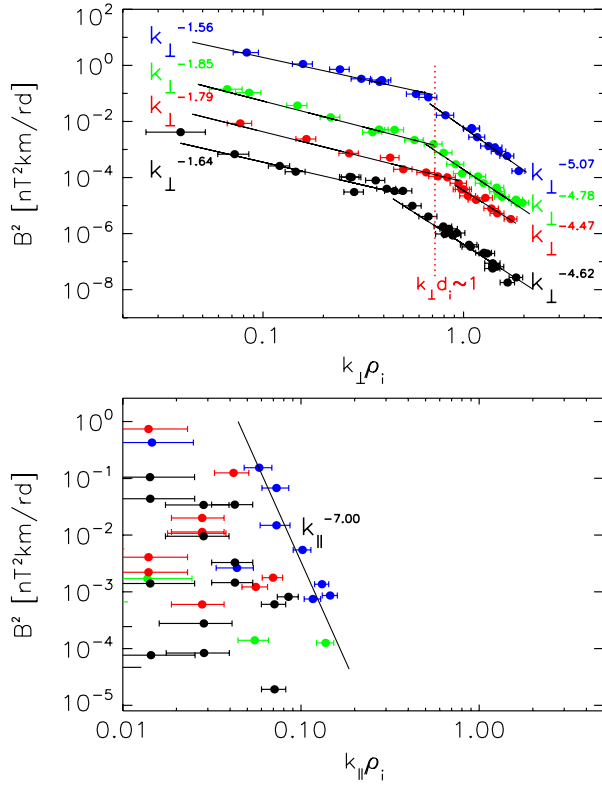 10²
10⁰
10⁻²
10⁻⁴
10⁻⁶
10⁻⁸
B² [nT²km/rd]
k⊥⁻¹·⁵⁶
k⊥⁻¹·⁸⁵
k⊥⁻¹·⁷⁹
k⊥⁻¹·⁶⁴
k⊥⁻⁵·⁰⁷
k⊥⁻⁴·⁷⁸
k⊥⁻⁴·⁴⁷
k⊥⁻⁴·⁶²
k⊥dᵢ~1
0.1
1.0
k⊥ρᵢ
10⁰
10⁻¹
10⁻²
10⁻³
10⁻⁴
10⁻⁵
B² [nT²km/rd]
k∥⁻⁷·⁰⁰
0.01
0.10
1.00
k∥ρᵢ